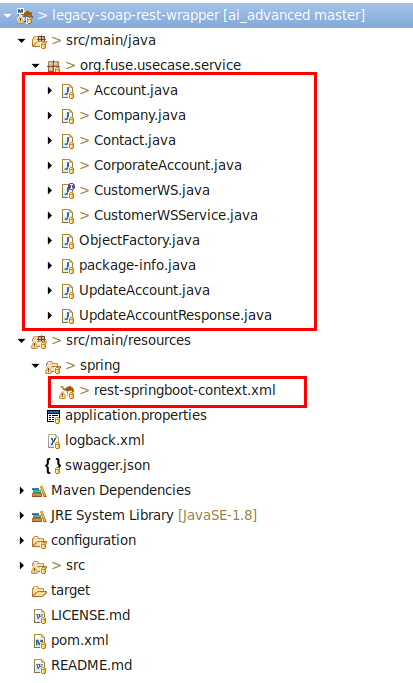 > legacy-soap-rest-wrapper [ai_advanced master]
> src/main/java
> org.fuse.usecase.service
> Account.java
> Company.java
> Contact.java
> CorporateAccount.java
> CustomerWS.java
> CustomerWSService.java
ObjectFactory.java
package-info.java
UpdateAccount.java
UpdateAccountResponse.java
> src/main/resources
> spring
> rest-springboot-context.xml
application.properties
logback.xml
swagger.json
Maven Dependencies
JRE System Library [JavaSE-1.8]
configuration
> src
target
LICENSE.md
pom.xml
README.md